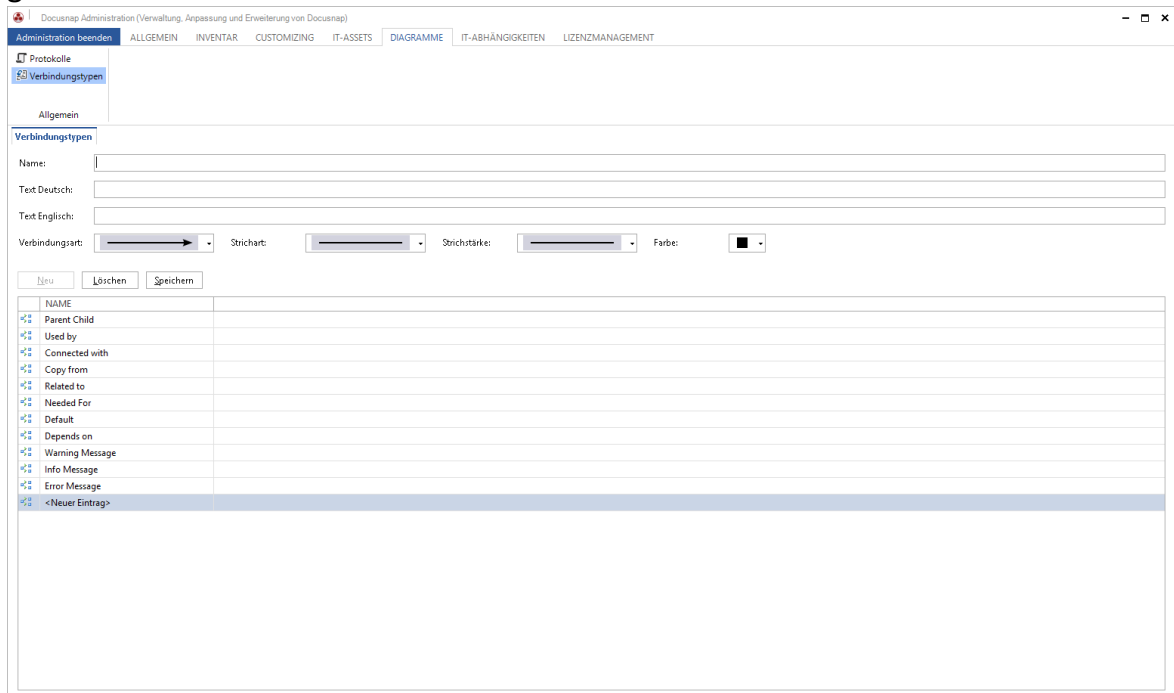 Docusnap Administration (Verwaltung, Anpassung und Erweiterung von Docusnap)
Administration beenden ALLGEMEIN INVENTAR CUSTOMIZING IT-ASSETS DIAGRAMME IT-ABHÄNGIGKEITEN LIZENZMANAGEMENT
Protokolle
Verbindungstypen
Allgemein
Verbindungstypen
Name:
Text Deutsch:
Text Englisch:
Verbindungsart: Strichart: Strichstärke: Farbe:
Neu Löschen Speichern
NAME
Parent Child
Used by
Connected with
Copy from
Related to
Needed For
Default
Depends on
Warning Message
Info Message
Error Message
<Neuer Eintrag>